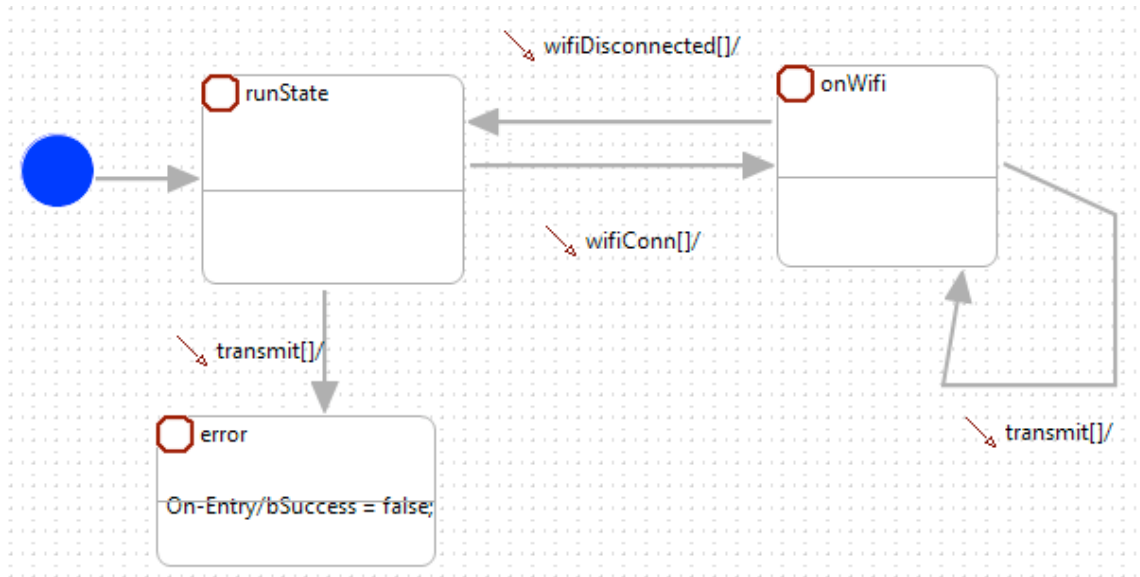 wifiDisconnected[]/
runState
onWifi
wifiConn[]/
transmit[]/
error
transmit[]/
On-Entry/bSuccess = false;